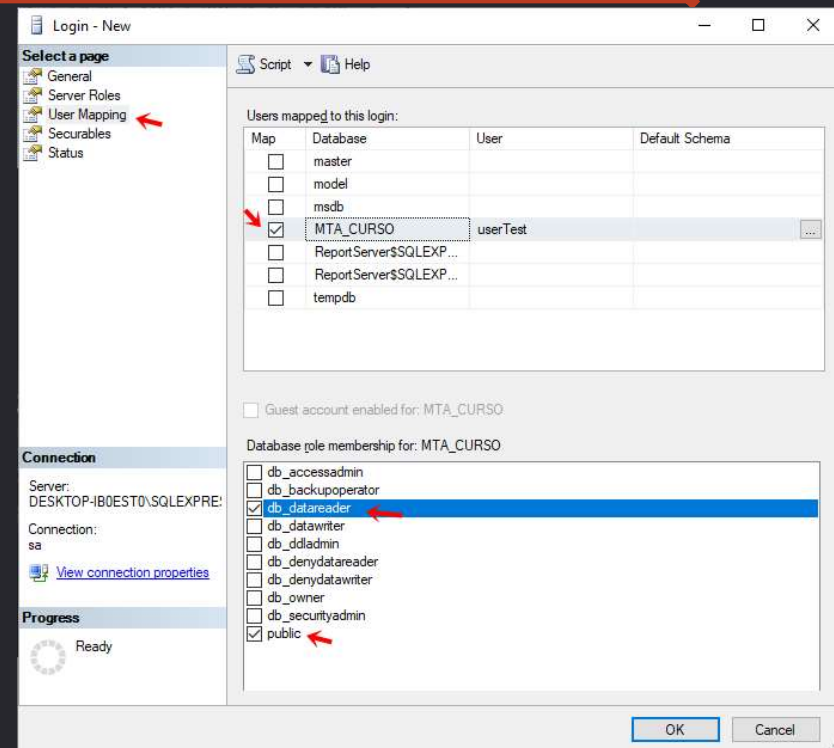 Login - New
Select a page
General
Server Roles
User Mapping
Securables
Status
Script Help
Users mapped to this login:
Map Database User Default Schema
master
model
msdb
MTA_CURSO userTest ...
ReportServer$SQLEXP...
ReportServer$SQLEXP...
tempdb
Guest account enabled for: MTA_CURSO
Database role membership for: MTA_CURSO
db_accessadmin
db_backupoperator
db_datareader
db_datawriter
db_ddladmin
db_denydatareader
db_denydatawriter
db_owner
db_securityadmin
public
Connection
Server:
DESKTOP-IB0EST0\SQLEXPRE
Connection:
sa
View connection properties
Progress
Ready
OK Cancel